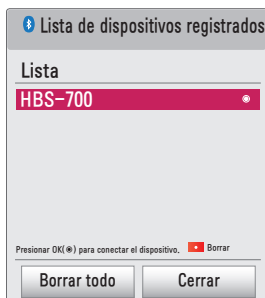 Lista de dispositivos registrados
Lista
HBS-700
Presionar OK(◉) para conectar el dispositivo. Borrar
Borrar todo Cerrar